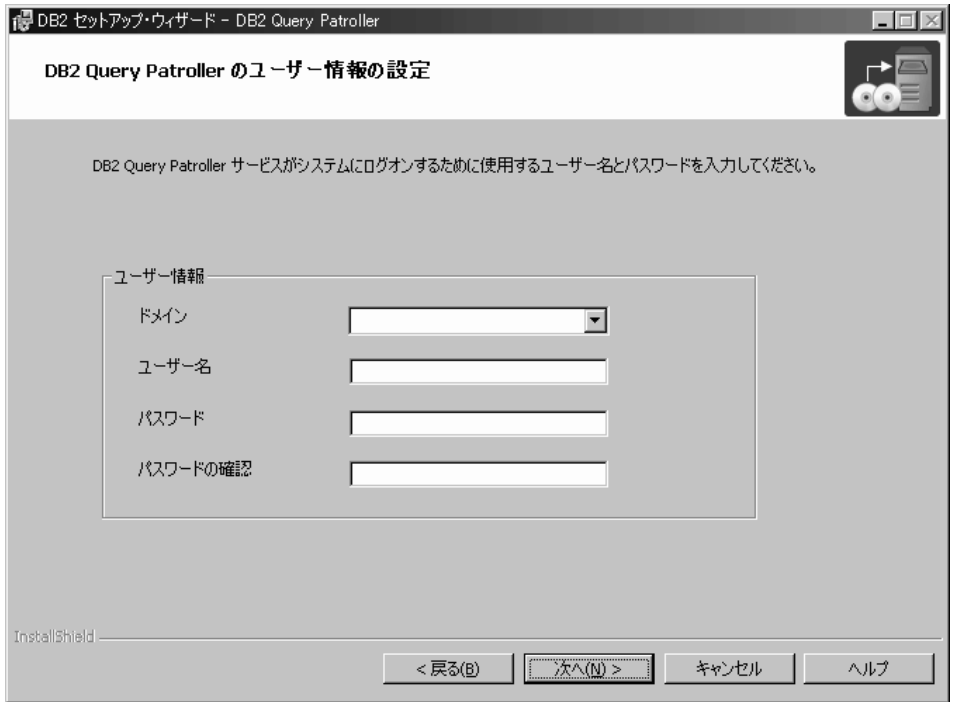 DB2 セットアップ・ウィザード - DB2 Query Patroller
DB2 Query Patroller のユーザー情報の設定
DB2 Query Patroller サービスがシステムにログオンするために使用するユーザー名とパスワードを入力してください。
ユーザー情報
ドメイン
ユーザー名
パスワード
パスワードの確認
InstallShield
< 戻る(B) 次へ(N) > キャンセル ヘルプ